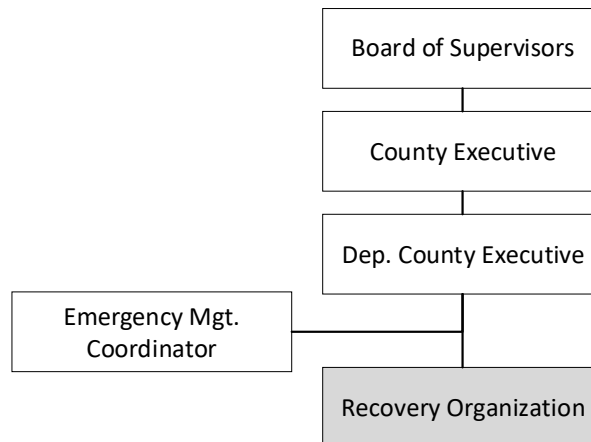 Board of Supervisors
County Executive
Dep. County Executive
Emergency Mgt.
Coordinator
Recovery Organization